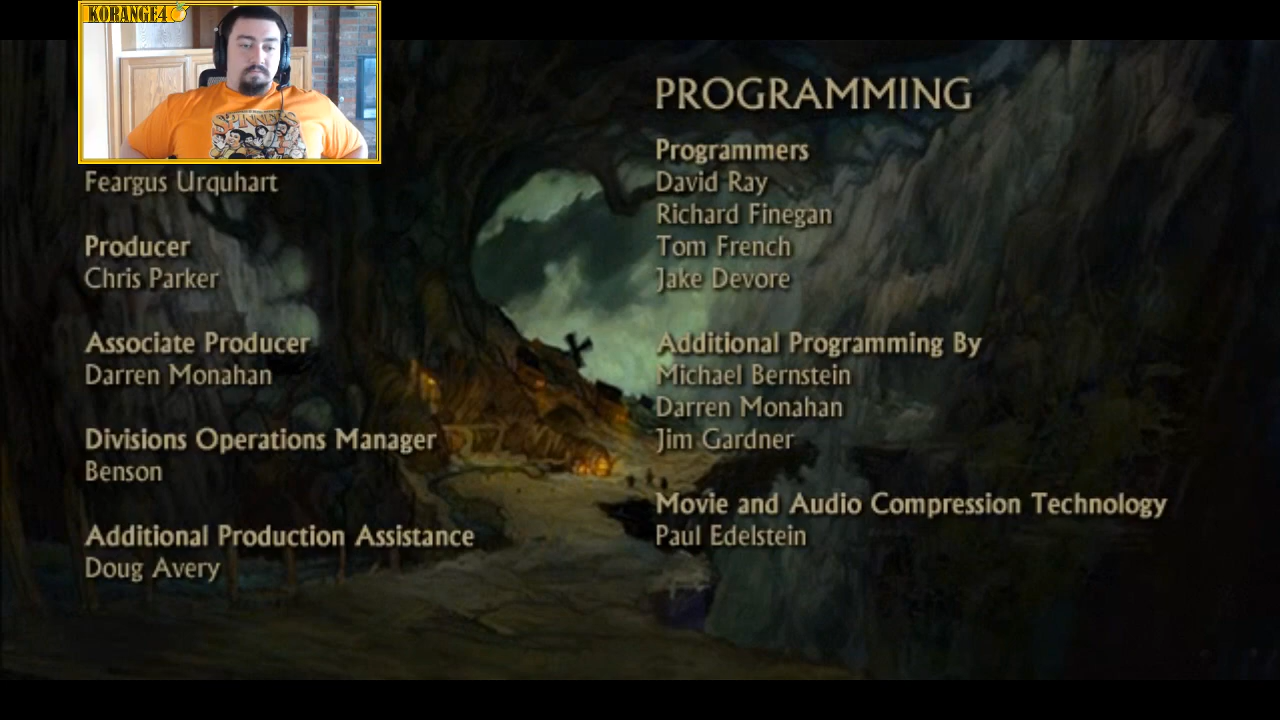 KORANGE4
SPINNERS
Feargus Urquhart
Producer
Chris Parker
Associate Producer
Darren Monahan
Divisions Operations Manager
Benson
Additional Production Assistance
Doug Avery
PROGRAMMING
Programmers
David Ray
Richard Finegan
Tom French
Jake Devore
Additional Programming By
Michael Bernstein
Darren Monahan
Jim Gardner
Movie and Audio Compression Technology
Paul Edelstein